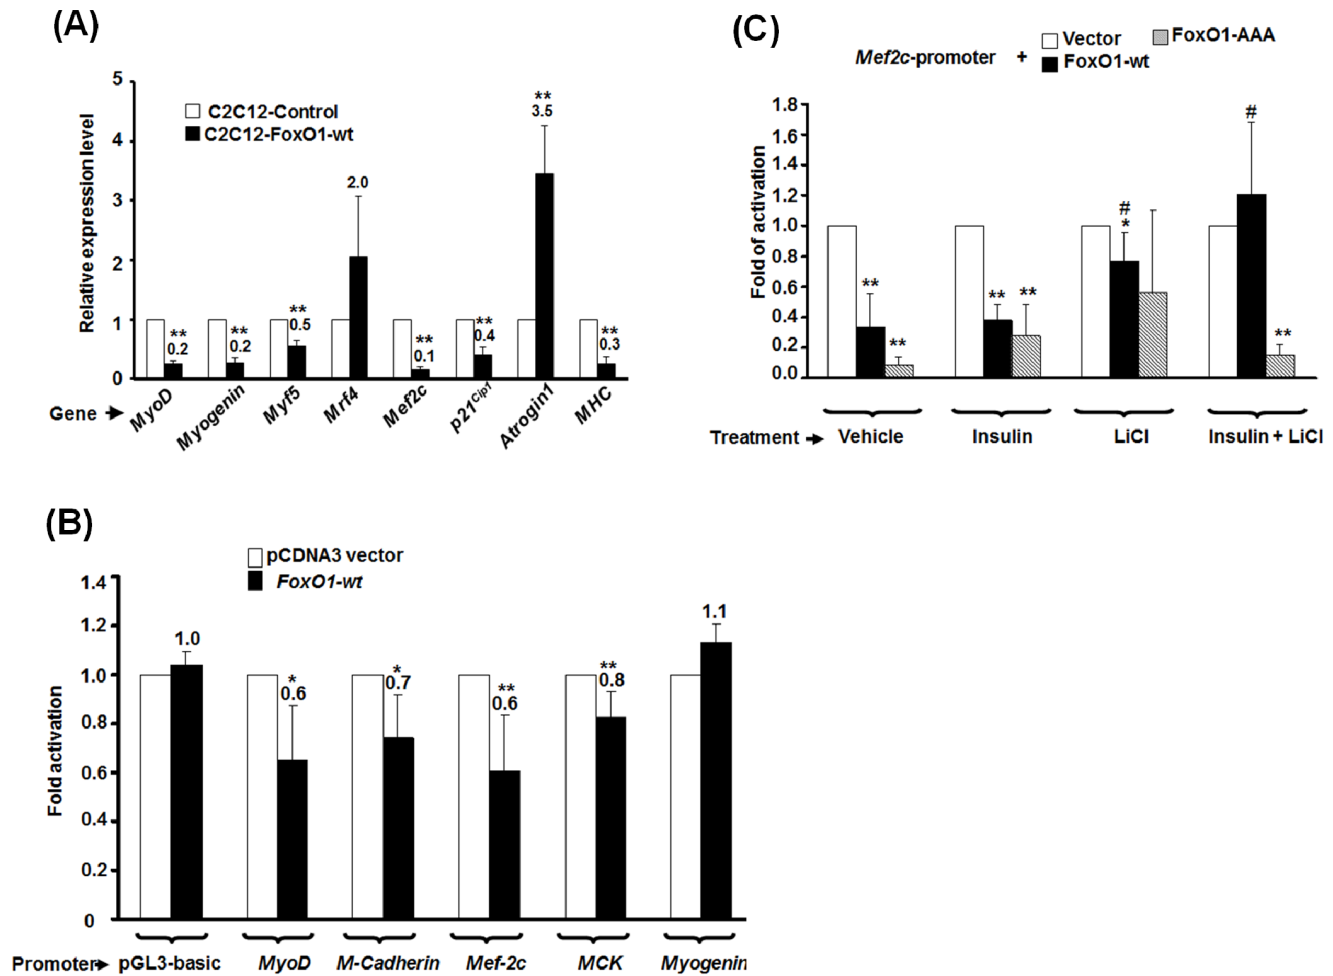 (A)
5
4
3
2
1
0
Relative expression level
C2C12-Control
C2C12-FoxO1-wt
**
0.2
**
0.2
**
0.5
2.0
**
0.1
**
0.4
**
3.5
**
0.3
Gene
MyoD
Myogenin
Myf5
Mrf4
Mef2c
p21Cip1
Atrogin1
MHC
(C)
Mef2c-promoter +
Vector
FoxO1-wt
FoxO1-AAA
1.8
1.6
1.4
1.2
1.0
0.8
0.6
0.4
0.2
0.0
Fold of activation
**
**
**
**
#
*
#
**
Treatment
Vehicle
Insulin
LiCl
Insulin + LiCl
(B)
pCDNA3 vector
FoxO1-wt
1.4
1.2
1.0
0.8
0.6
0.4
0.2
0
Fold activation
1.0
*
0.6
*
0.7
**
0.6
**
0.8
1.1
Promoter
pGL3-basic
MyoD
M-Cadherin
Mef-2c
MCK
Myogenin